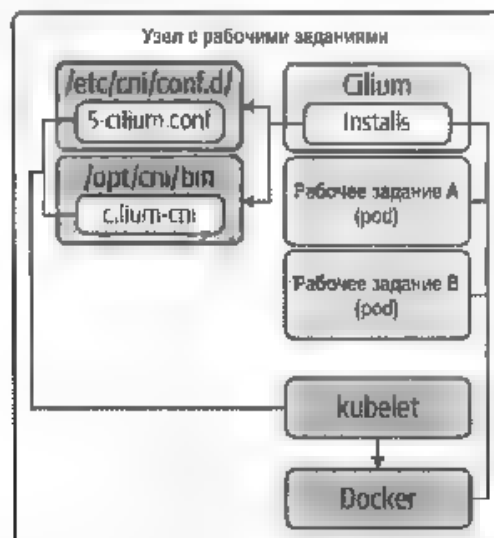 Узел с рабочими заданиями
/etc/cni/conf.d/
5-cilium.conf
/opt/cni/bin
cilium-cni
Cilium
Installs
Рабочее задание A
(pod)
Рабочее задание B
(pod)
kubelet
Docker